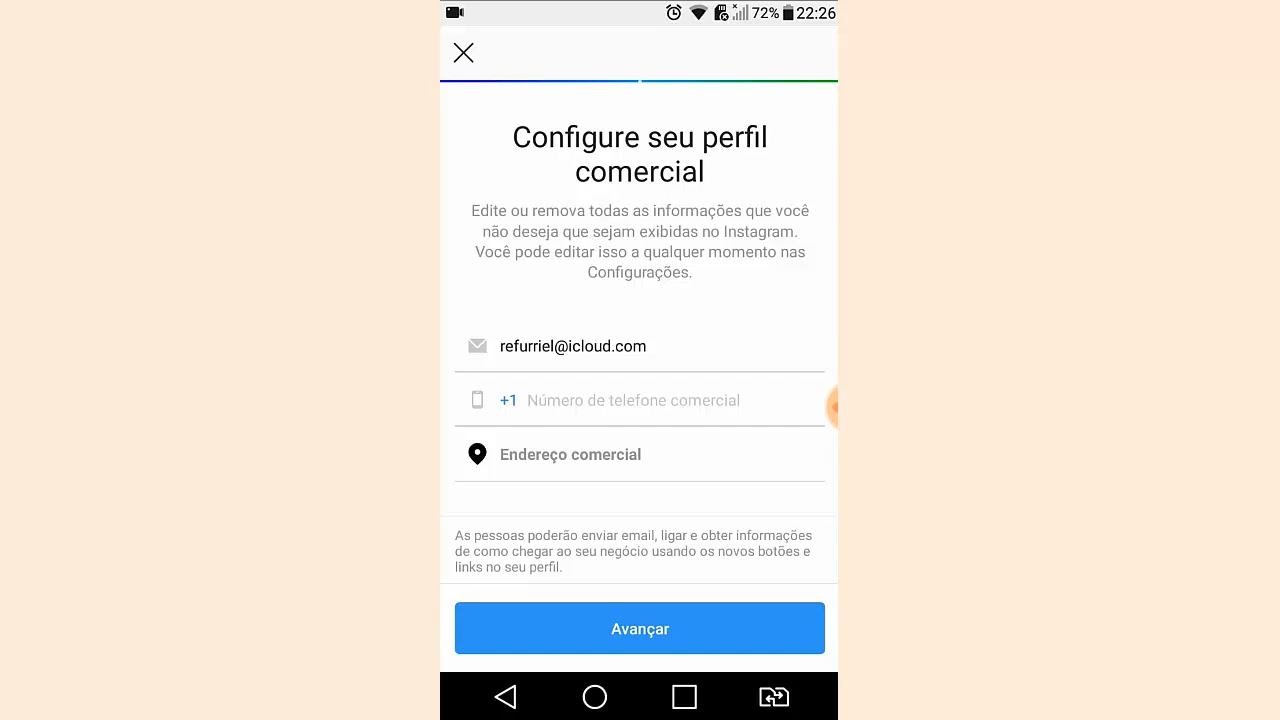 72% 22:26
Configure seu perfil
comercial
Edite ou remova todas as informações que você
não deseja que sejam exibidas no Instagram.
Você pode editar isso a qualquer momento nas
Configurações.
refurriel@icloud.com
+1 Número de telefone comercial
Endereço comercial
As pessoas poderão enviar email, ligar e obter informações
de como chegar ao seu negócio usando os novos botões e
links no seu perfil.
Avançar